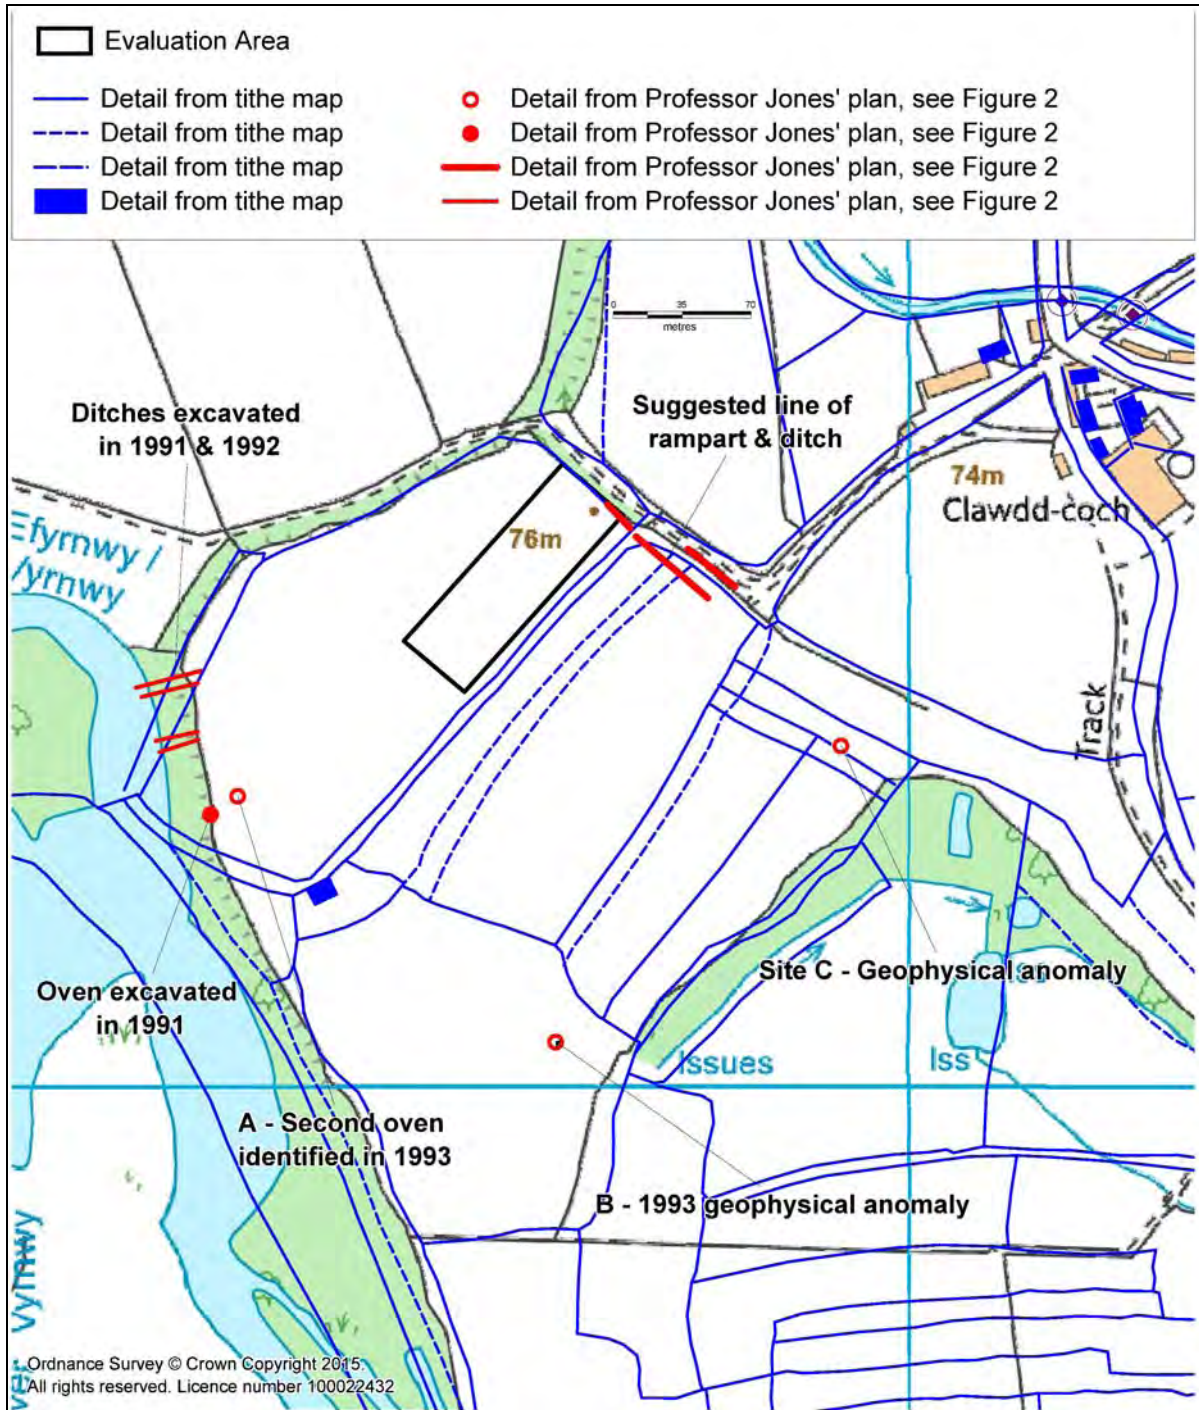 Evaluation Area
Detail from tithe map
Detail from tithe map
Detail from tithe map
Detail from tithe map
Detail from Professor Jones' plan, see Figure 2
Detail from Professor Jones' plan, see Figure 2
Detail from Professor Jones' plan, see Figure 2
Detail from Professor Jones' plan, see Figure 2
0 35 70
metres
Ditches excavated
in 1991 & 1992
Suggested line of
rampart & ditch
74m
Clawdd-coch
76m
Efyrnwy /
Vyrnwy
Track
Oven excavated
in 1991
Site C - Geophysical anomaly
Issues
Iss
A - Second oven
identified in 1993
B - 1993 geophysical anomaly
Vyrnwy
Ordnance Survey © Crown Copyright 2015.
All rights reserved. Licence number 100022432